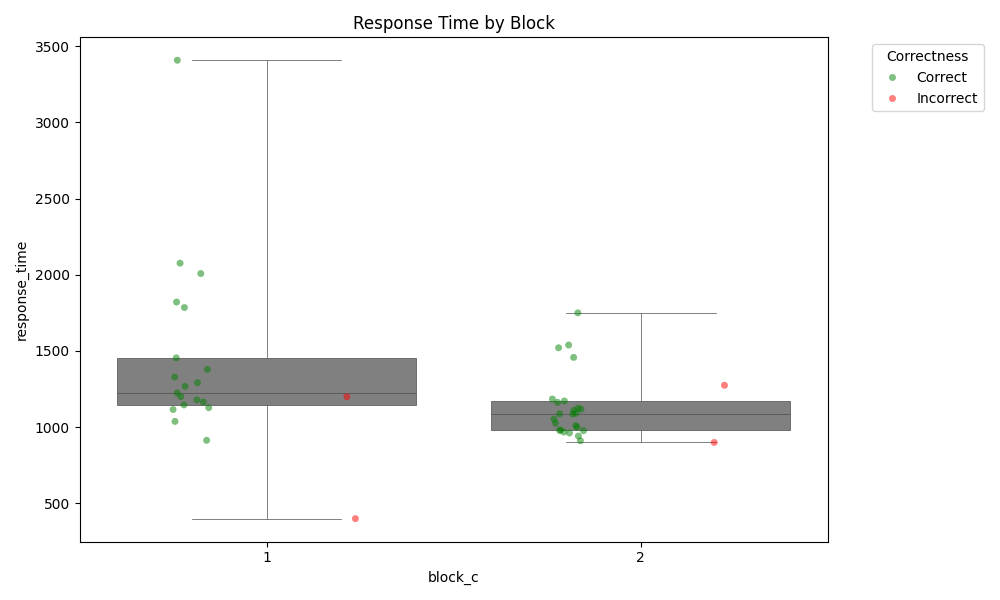 Response Time by Block
Correctness
Correct
Incorrect
response_time
3500
3000
2500
2000
1500
1000
500
1
2
block_c